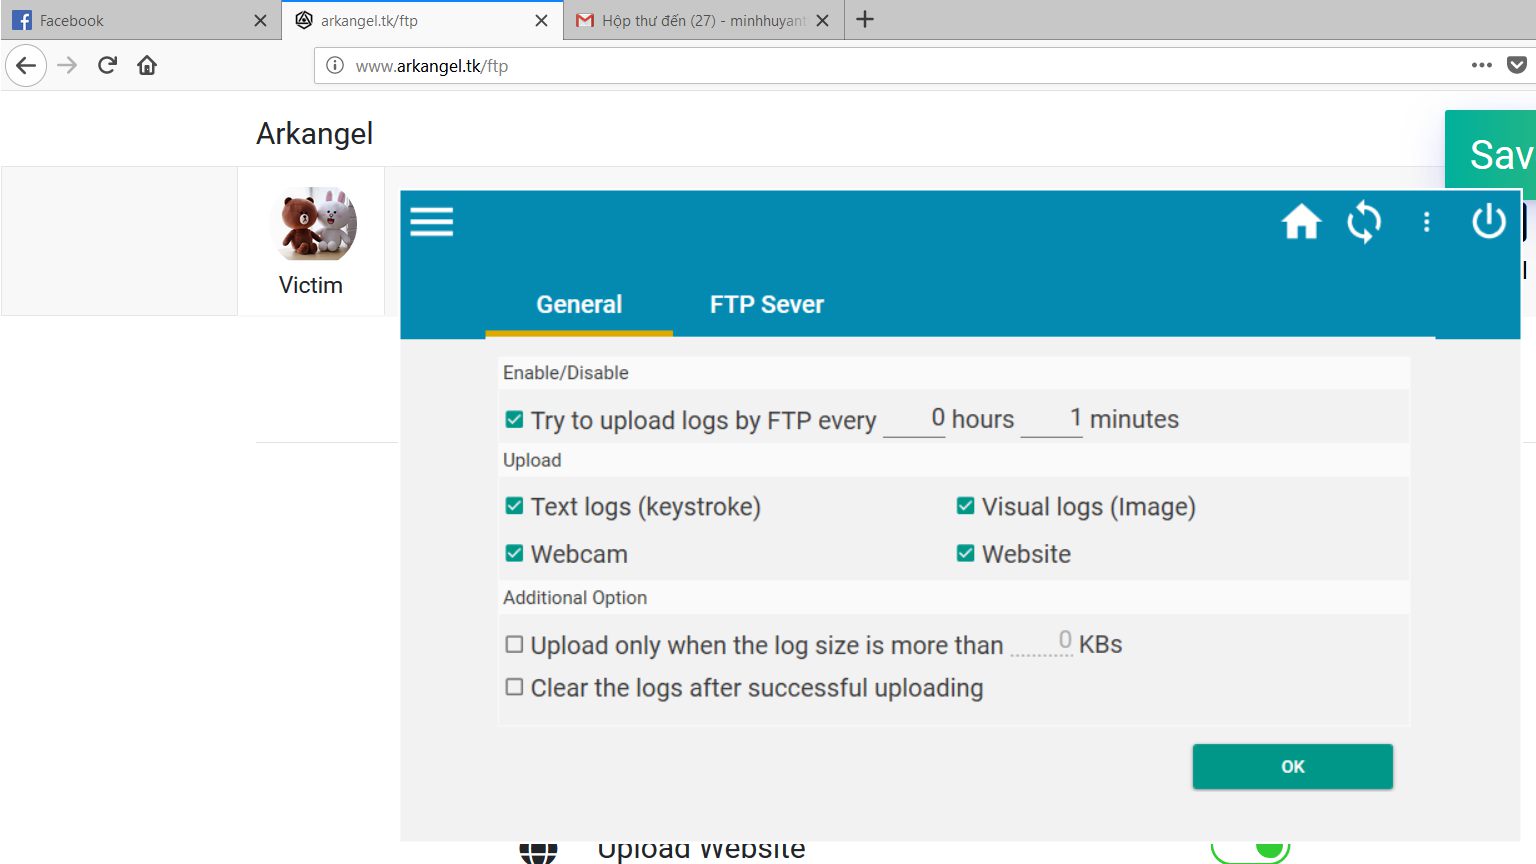 Facebook
arkangel.tk/ftp
Hộp thư đến (27) - minhhuyant
www.arkangel.tk/ftp
Arkangel
Sav
Victim
General
FTP Sever
Enable/Disable
Try to upload logs by FTP every 0 hours 1 minutes
Upload
Text logs (keystroke)
Visual logs (Image)
Webcam
Website
Additional Option
Upload only when the log size is more than 0 KBs
Clear the logs after successful uploading
OK
Upload Website